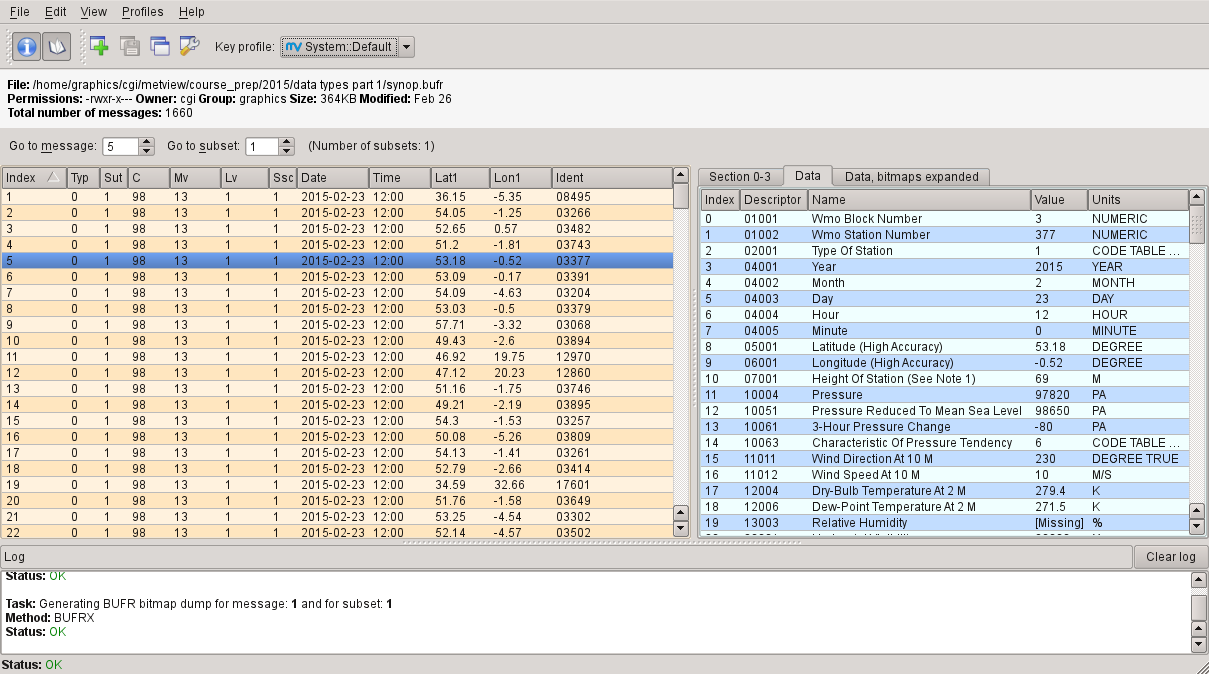 File Edit View Profiles Help
Key profile: System::Default
File: /home/graphics/cgi/metview/course_prep/2015/data types part 1/synop.bufr
Permissions: -rwxr-x--- Owner: cgi Group: graphics Size: 364KB Modified: Feb 26
Total number of messages: 1660
Go to message: 5 Go to subset: 1 (Number of subsets: 1)
Index Typ Sut C Mv Lv Ssc Date Time Lat1 Lon1 Ident
1 0 1 98 13 1 1 2015-02-23 12:00 36.15 -5.35 08495
2 0 1 98 13 1 1 2015-02-23 12:00 54.05 -1.25 03266
3 0 1 98 13 1 1 2015-02-23 12:00 52.65 0.57 03482
4 0 1 98 13 1 1 2015-02-23 12:00 51.2 -1.81 03743
5 0 1 98 13 1 1 2015-02-23 12:00 53.18 -0.52 03377
6 0 1 98 13 1 1 2015-02-23 12:00 53.09 -0.17 03391
7 0 1 98 13 1 1 2015-02-23 12:00 54.09 -4.63 03204
8 0 1 98 13 1 1 2015-02-23 12:00 53.03 -0.5 03379
9 0 1 98 13 1 1 2015-02-23 12:00 57.71 -3.32 03068
10 0 1 98 13 1 1 2015-02-23 12:00 49.43 -2.6 03894
11 0 1 98 13 1 1 2015-02-23 12:00 46.92 19.75 12970
12 0 1 98 13 1 1 2015-02-23 12:00 47.12 20.23 12860
13 0 1 98 13 1 1 2015-02-23 12:00 51.16 -1.75 03746
14 0 1 98 13 1 1 2015-02-23 12:00 49.21 -2.19 03895
15 0 1 98 13 1 1 2015-02-23 12:00 54.3 -1.53 03257
16 0 1 98 13 1 1 2015-02-23 12:00 50.08 -5.26 03809
17 0 1 98 13 1 1 2015-02-23 12:00 54.13 -1.41 03261
18 0 1 98 13 1 1 2015-02-23 12:00 52.79 -2.66 03414
19 0 1 98 13 1 1 2015-02-23 12:00 34.59 32.66 17601
20 0 1 98 13 1 1 2015-02-23 12:00 51.76 -1.58 03649
21 0 1 98 13 1 1 2015-02-23 12:00 53.25 -4.54 03302
22 0 1 98 13 1 1 2015-02-23 12:00 52.14 -4.57 03502
Section 0-3 Data Data, bitmaps expanded
Index Descriptor Name Value Units
0 01001 Wmo Block Number 3 NUMERIC
1 01002 Wmo Station Number 377 NUMERIC
2 02001 Type Of Station 1 CODE TABLE ...
3 04001 Year 2015 YEAR
4 04002 Month 2 MONTH
5 04003 Day 23 DAY
6 04004 Hour 12 HOUR
7 04005 Minute 0 MINUTE
8 05001 Latitude (High Accuracy) 53.18 DEGREE
9 06001 Longitude (High Accuracy) -0.52 DEGREE
10 07001 Height Of Station (See Note 1) 69 M
11 10004 Pressure 97820 PA
12 10051 Pressure Reduced To Mean Sea Level 98650 PA
13 10061 3-Hour Pressure Change -80 PA
14 10063 Characteristic Of Pressure Tendency 6 CODE TABLE ...
15 11011 Wind Direction At 10 M 230 DEGREE TRUE
16 11012 Wind Speed At 10 M 10 M/S
17 12004 Dry-Bulb Temperature At 2 M 279.4 K
18 12006 Dew-Point Temperature At 2 M 271.5 K
19 13003 Relative Humidity [Missing] %
Log Clear log
Status: OK
Task: Generating BUFR bitmap dump for message: 1 and for subset: 1
Method: BUFRX
Status: OK
Status: OK